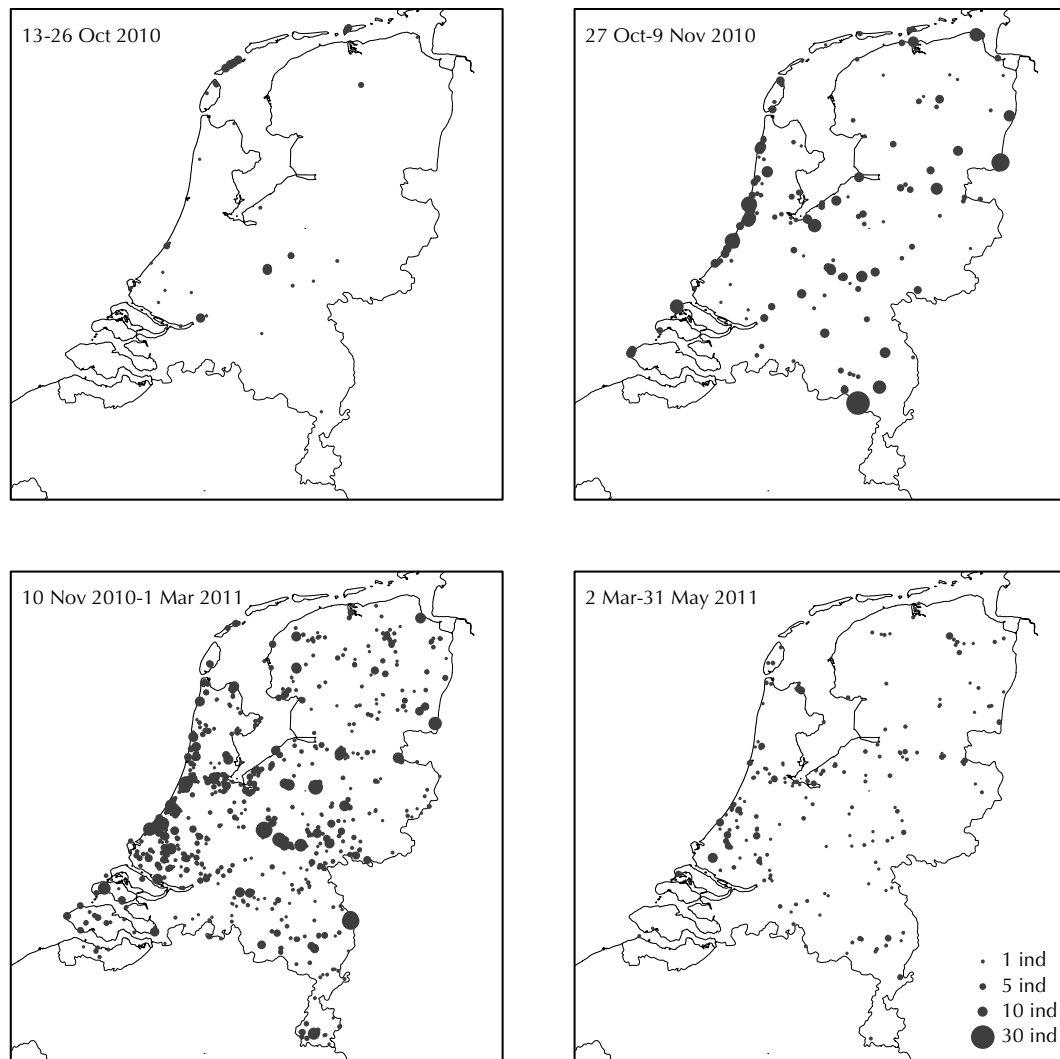 13-26 Oct 2010
27 Oct-9 Nov 2010
10 Nov 2010-1 Mar 2011
2 Mar-31 May 2011
1 ind
5 ind
10 ind
30 ind